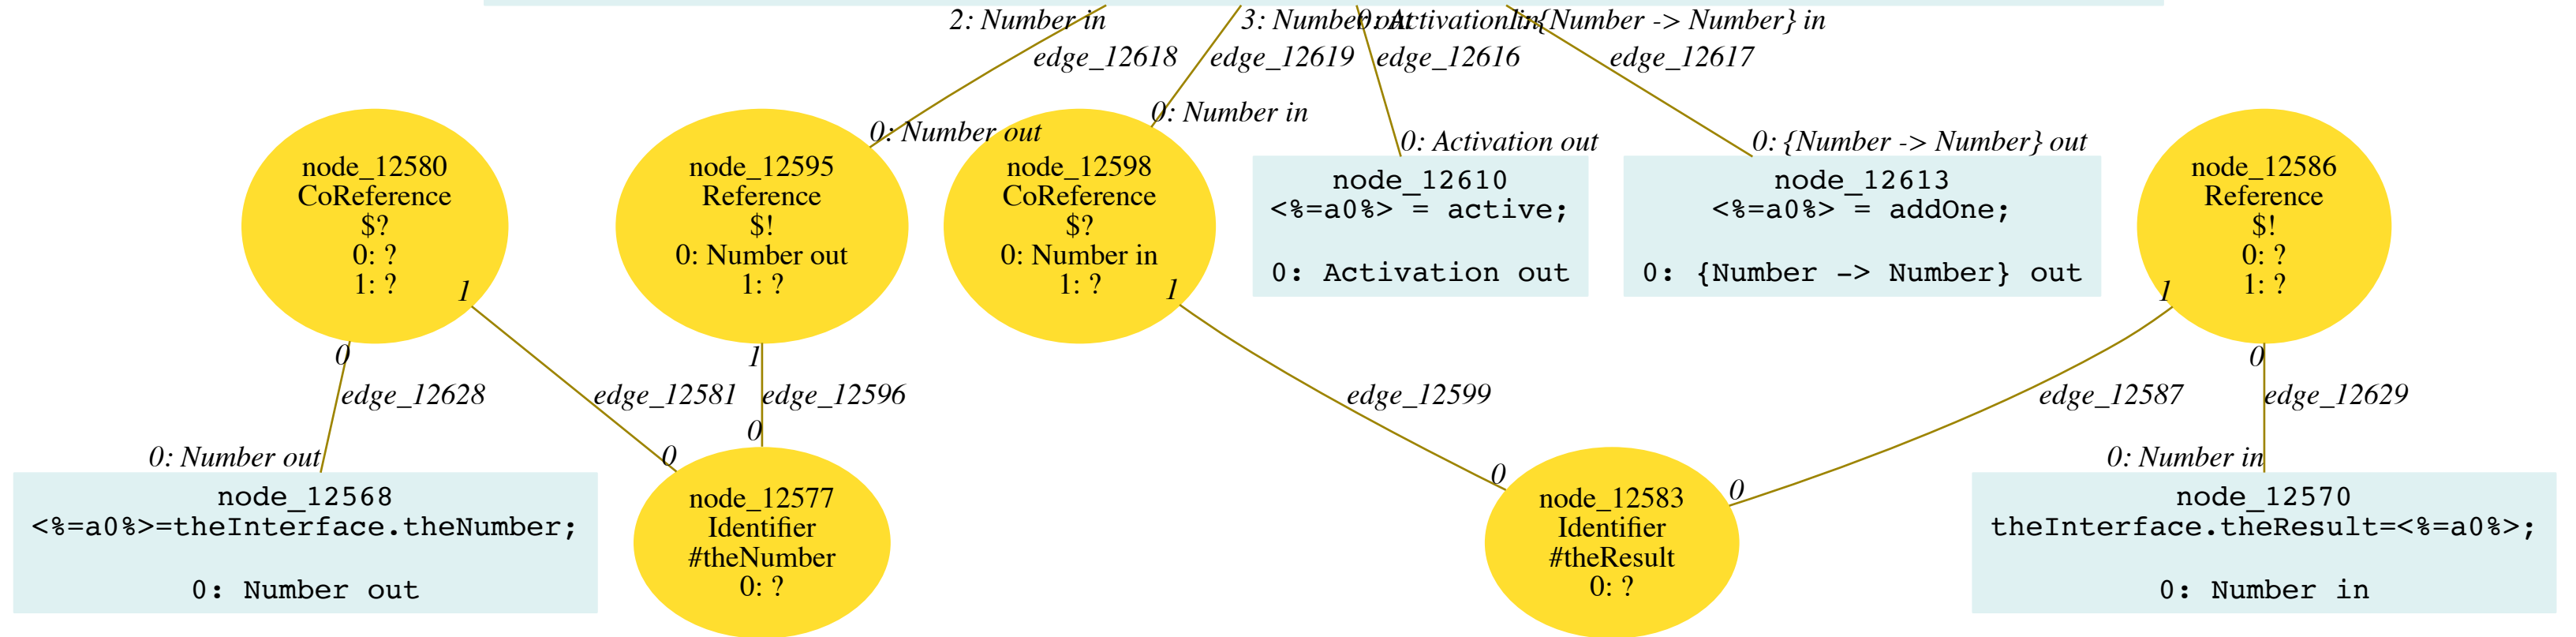 2: Number in
3: Number out
0: Activation in
1: {Number -> Number} in
edge_12618
edge_12619
edge_12616
edge_12617
0: Number out
0: Number in
0: Activation out
0: {Number -> Number} out
node_12580
CoReference
$?
0: ?
1: ?
1
0
node_12595
Reference
$!
0: Number out
1: ?
1
node_12598
CoReference
$?
0: Number in
1: ?
1
node_12610
<%=a0%> = active;
0: Activation out
node_12613
<%=a0%> = addOne;
0: {Number -> Number} out
node_12586
Reference
$!
0: ?
1: ?
1
0
edge_12628
edge_12581
edge_12596
edge_12599
edge_12587
edge_12629
0: Number out
0
0
0
0
0: Number in
node_12568
<%=a0%>=theInterface.theNumber;
0: Number out
node_12577
Identifier
#theNumber
0: ?
node_12583
Identifier
#theResult
0: ?
node_12570
theInterface.theResult=<%=a0%>;
0: Number in